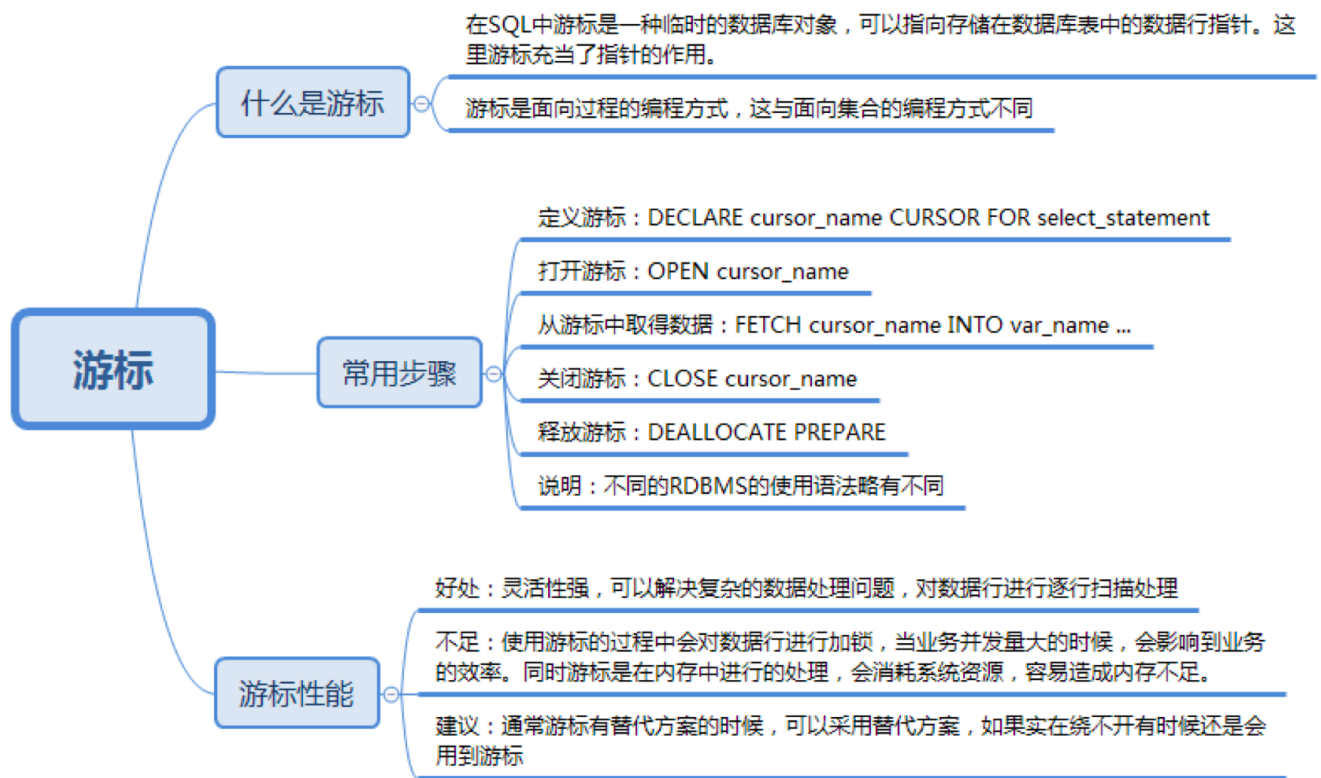 在SQL中游标是一种临时的数据库对象，可以指向存储在数据库表中的数据行指针。这
里游标充当了指针的作用。
什么是游标
游标是面向过程的编程方式，这与面向集合的编程方式不同
定义游标：DECLARE cursor_name CURSOR FOR select_statement
打开游标：OPEN cursor_name
从游标中取得数据：FETCH cursor_name INTO var_name ...
游标
常用步骤
关闭游标：CLOSE cursor_name
释放游标：DEALLOCATE PREPARE
说明：不同的RDBMS的使用语法略有不同
好处：灵活性强，可以解决复杂的数据处理问题，对数据行进行逐行扫描处理
不足：使用游标的过程中会对数据行进行加锁，当业务并发量大的时候，会影响到业务
的效率。同时游标是在内存中进行的处理，会消耗系统资源，容易造成内存不足。
游标性能
建议：通常游标有替代方案的时候，可以采用替代方案，如果实在绕不开有时候还是会
用到游标